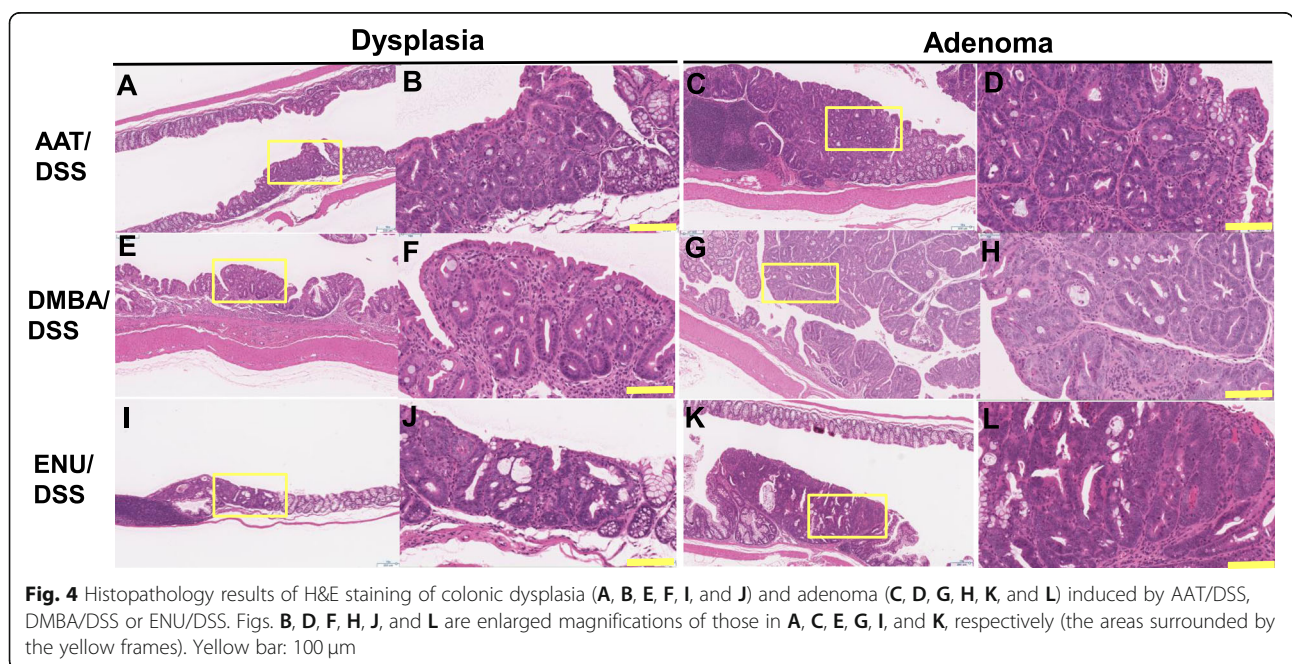 Dysplasia Adenoma
A B C D
AAT/
DSS
E F G H
DMBA/
DSS
I J K L
ENU/
DSS
Fig. 4 Histopathology results of H&E staining of colonic dysplasia (A, B, E, F, I, and J) and adenoma (C, D, G, H, K, and L) induced by AAT/DSS,
DMBA/DSS or ENU/DSS. Figs. B, D, F, H, J, and L are enlarged magnifications of those in A, C, E, G, I, and K, respectively (the areas surrounded by
the yellow frames). Yellow bar: 100 μm